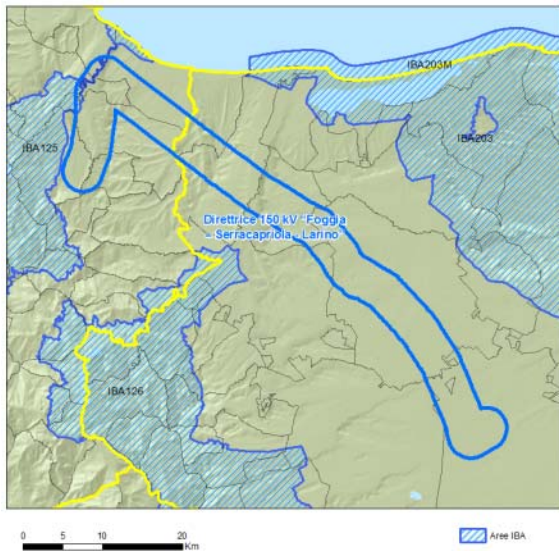 IBA203M
IBA203
IBA125
Direttrice 150 kV "Foggia
- Serracapriola - Larino"
IBA126
0 5 10 20
Km
Aree IBA